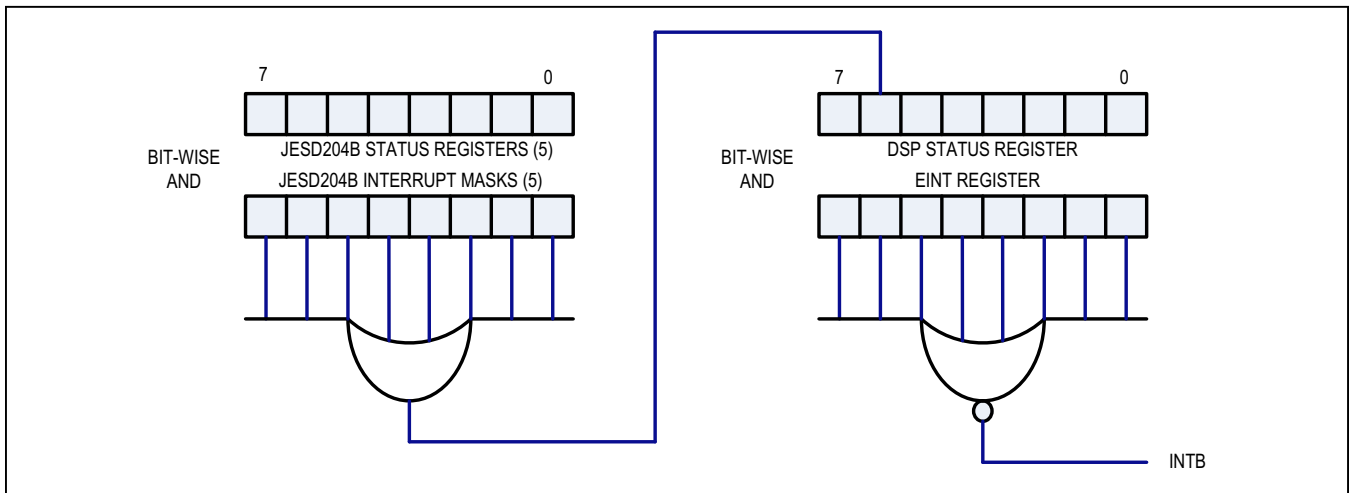 7 0
BIT-WISE
AND
JESD204B STATUS REGISTERS (5)
JESD204B INTERRUPT MASKS (5)
7 0
BIT-WISE
AND
DSP STATUS REGISTER
EINT REGISTER
INTB